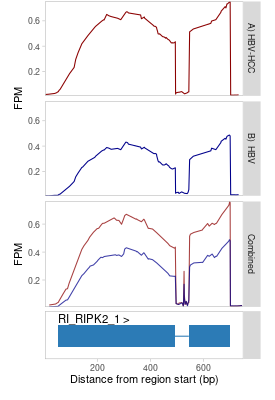 0.6
0.4
0.2
A) HBV-HCC
FPM
0.6
0.4
0.2
B) HBV
0.6
0.4
0.2
Combined
FPM
RI_RIPK2_1 >
200 400 600
Distance from region start (bp)